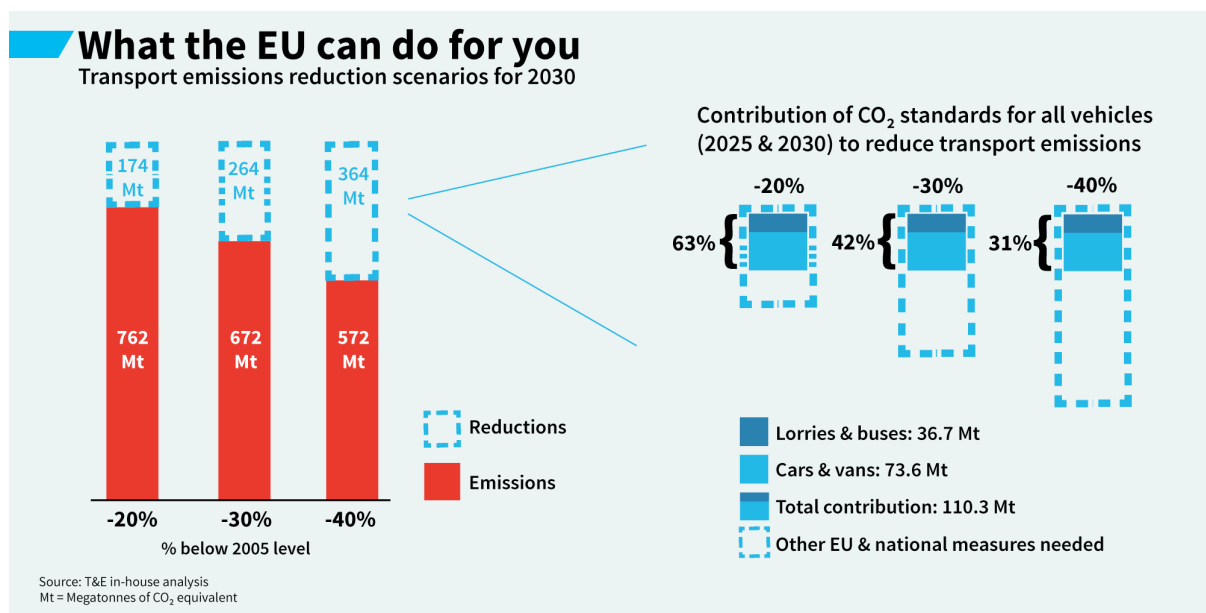 What the EU can do for you
Transport emissions reduction scenarios for 2030
174
Mt
264
Mt
364
Mt
762
Mt
672
Mt
572
Mt
-20%
-30%
-40%
% below 2005 level
Reductions
Emissions
Contribution of CO₂ standards for all vehicles
(2025 & 2030) to reduce transport emissions
-20%
-30%
-40%
63%
42%
31%
Lorries & buses: 36.7 Mt
Cars & vans: 73.6 Mt
Total contribution: 110.3 Mt
Other EU & national measures needed
Source: T&E in-house analysis
Mt = Megatonnes of CO₂ equivalent